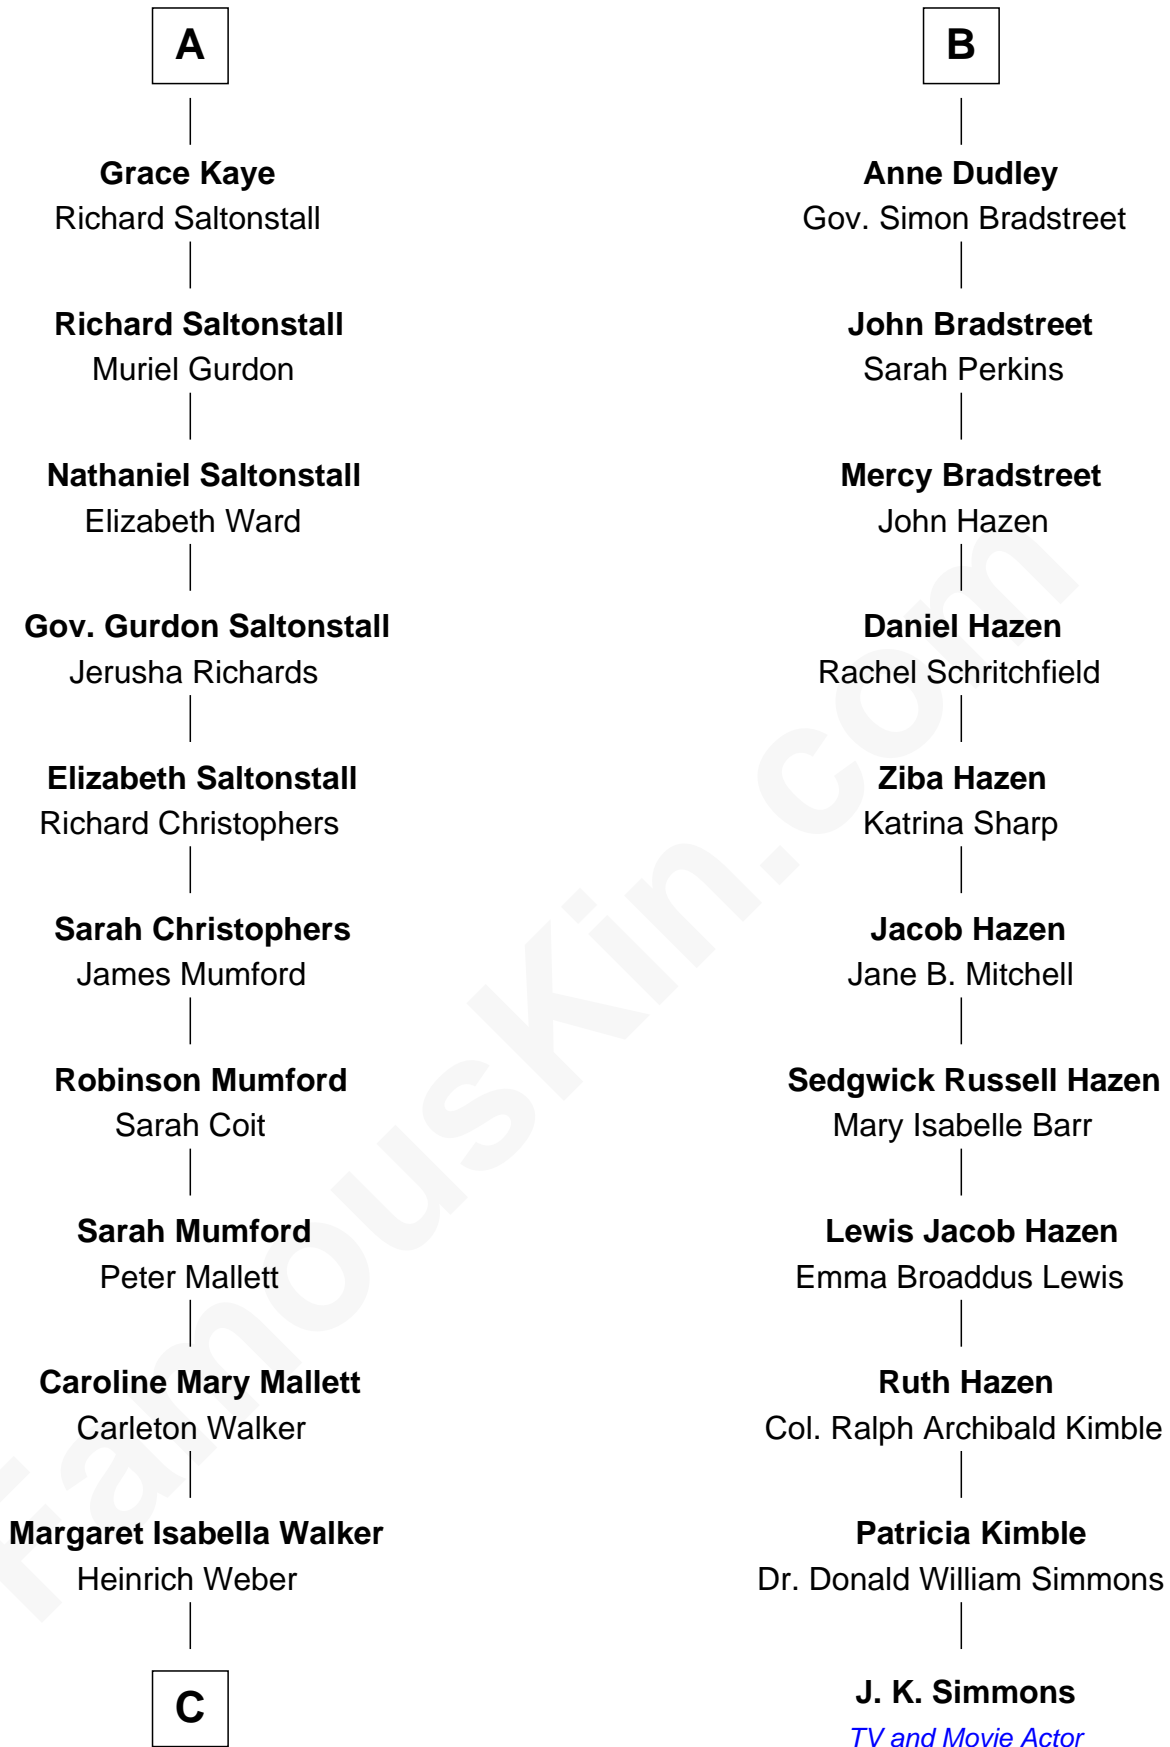 A
Grace Kaye
Richard Saltonstall
Richard Saltonstall
Muriel Gurdon
Nathaniel Saltonstall
Elizabeth Ward
Gov. Gurdon Saltonstall
Jerusha Richards
Elizabeth Saltonstall
Richard Christophers
Sarah Christophers
James Mumford
Robinson Mumford
Sarah Coit
Sarah Mumford
Peter Mallett
Caroline Mary Mallett
Carleton Walker
Margaret Isabella Walker
Heinrich Weber
C
B
Anne Dudley
Gov. Simon Bradstreet
John Bradstreet
Sarah Perkins
Mercy Bradstreet
John Hazen
Daniel Hazen
Rachel Schritchfield
Ziba Hazen
Katrina Sharp
Jacob Hazen
Jane B. Mitchell
Sedgwick Russell Hazen
Mary Isabelle Barr
Lewis Jacob Hazen
Emma Broaddus Lewis
Ruth Hazen
Col. Ralph Archibald Kimble
Patricia Kimble
Dr. Donald William Simmons
J. K. Simmons
TV and Movie Actor
FamousKin.com